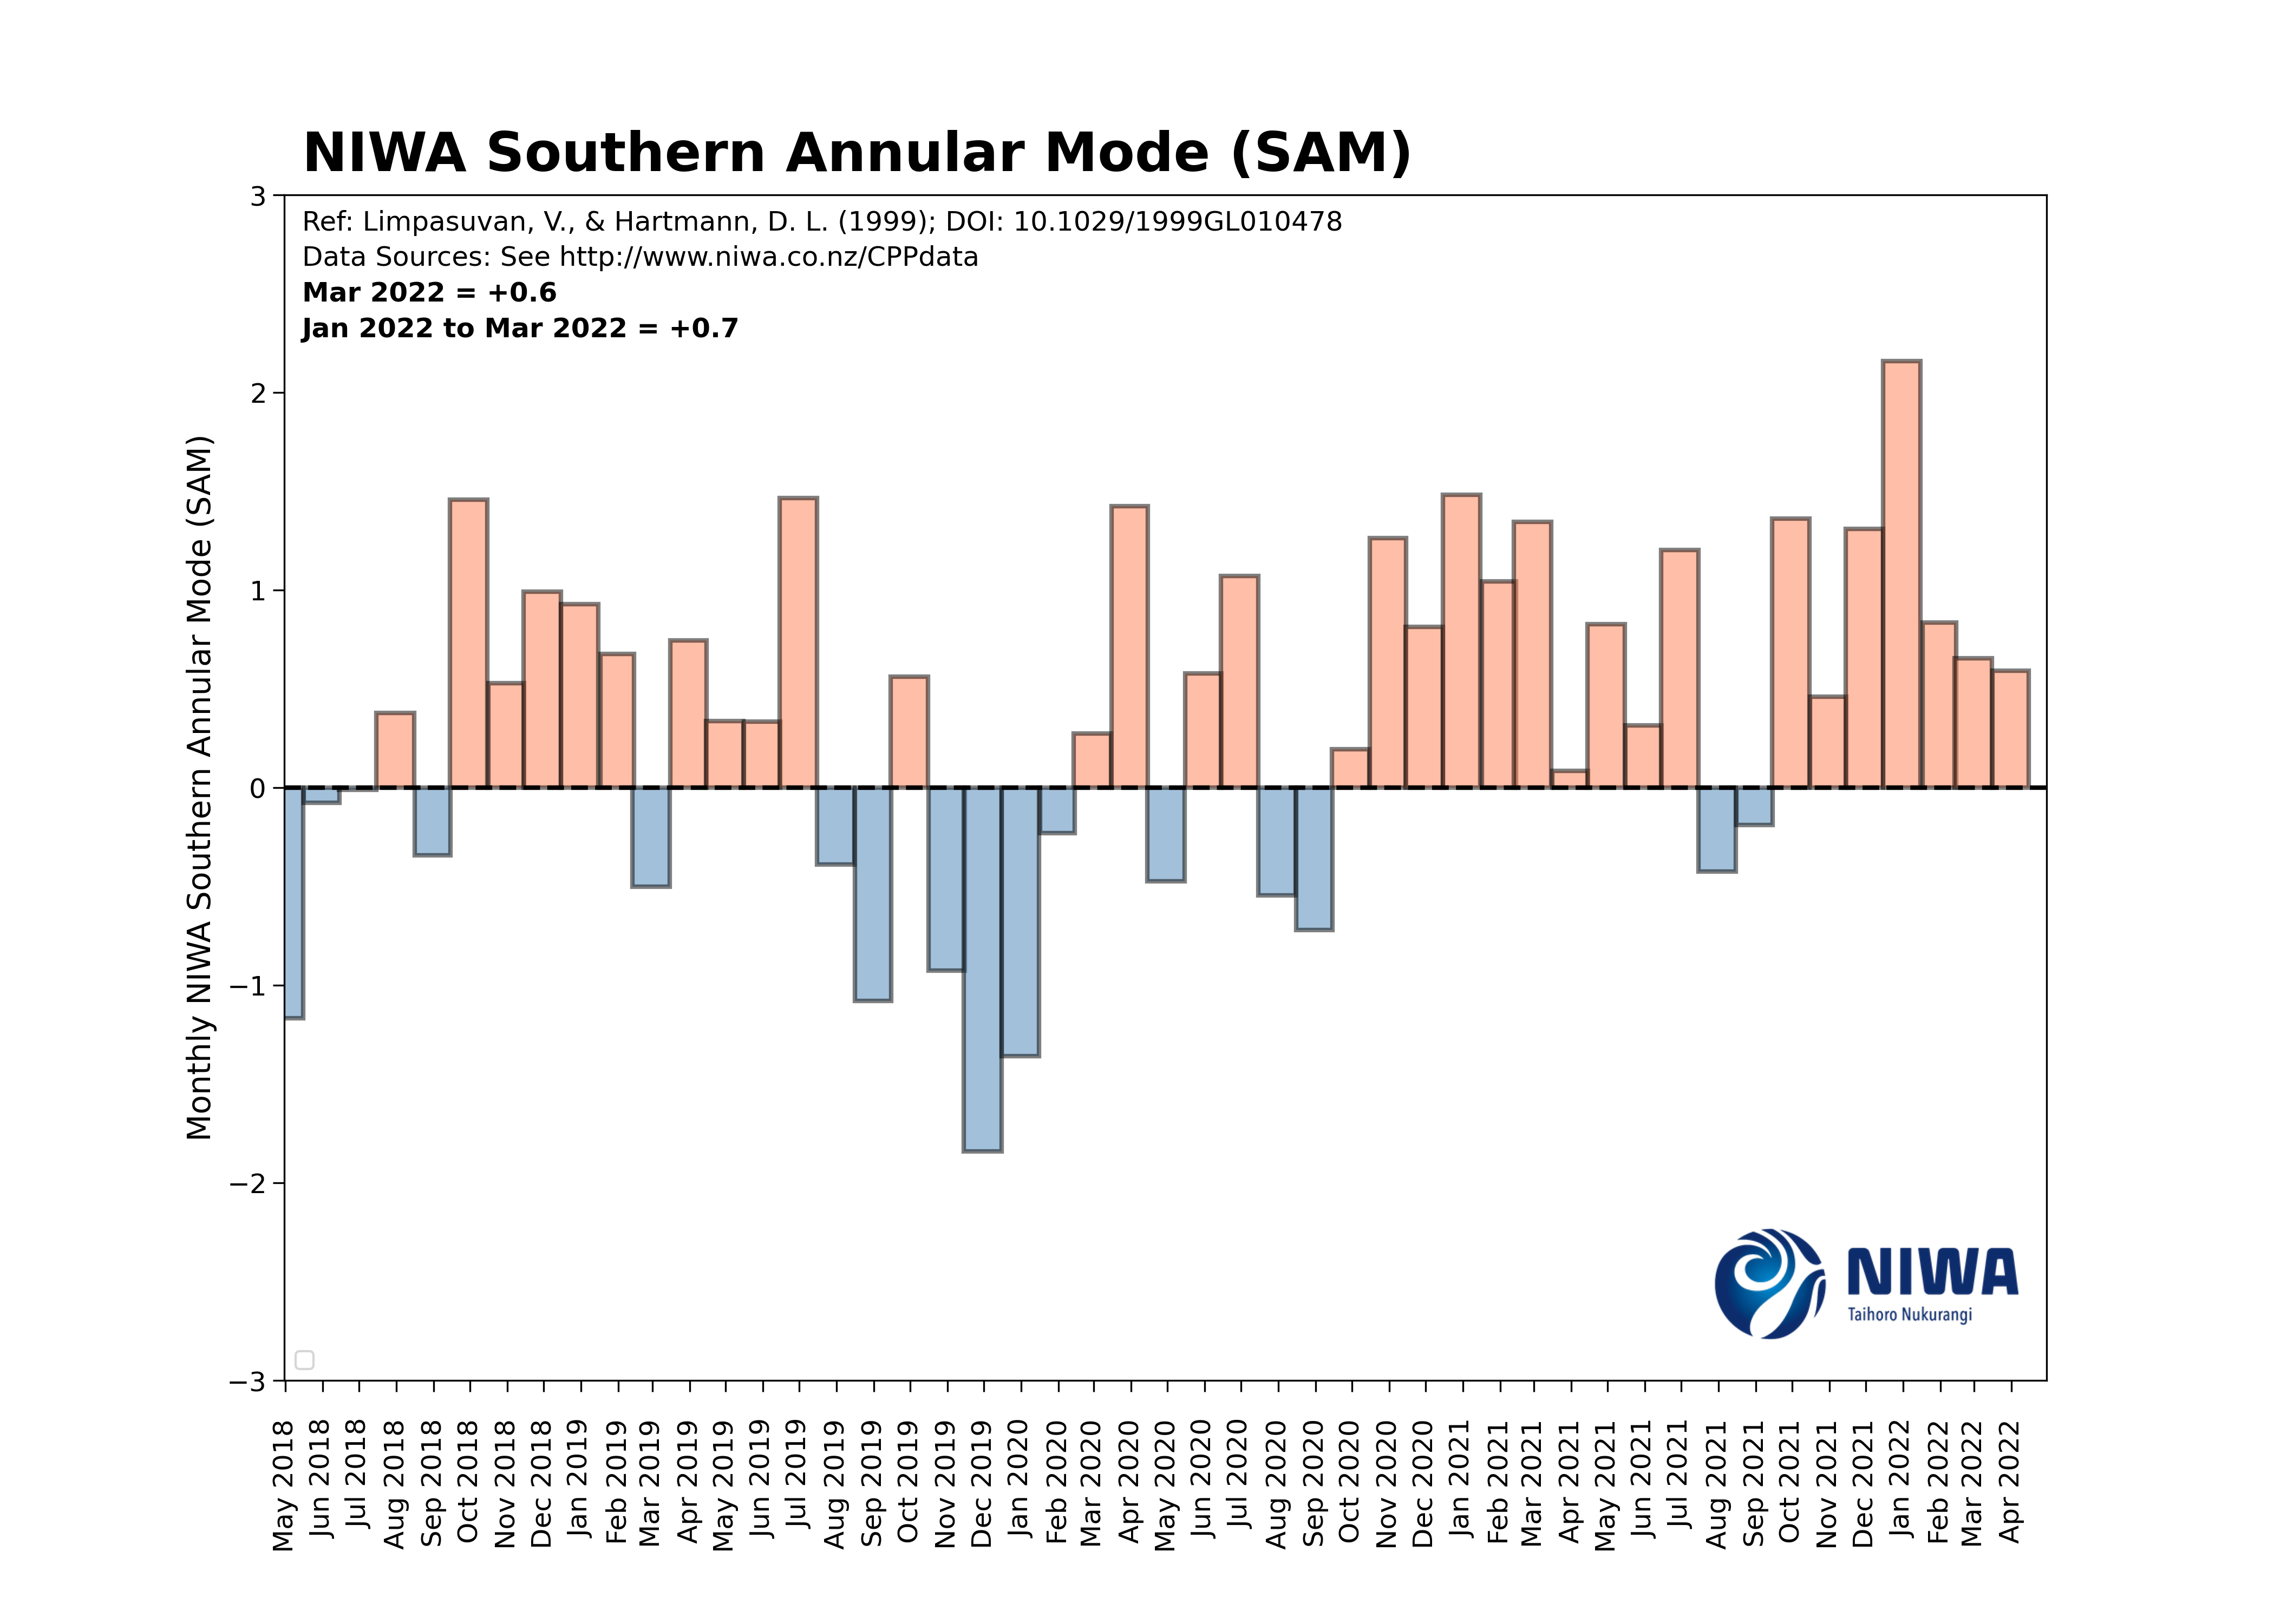 NIWA Southern Annular Mode (SAM)
Ref: Limpasuvan, V., & Hartmann, D. L. (1999); DOI: 10.1029/1999GL010478
Data Sources: See http://www.niwa.co.nz/CPPdata
Mar 2022 = +0.6
Jan 2022 to Mar 2022 = +0.7
Monthly NIWA Southern Annular Mode (SAM)
3
2
1
0
−1
−2
−3
NIWA
Taihoro Nukurangi
May 2018
Jun 2018
Jul 2018
Aug 2018
Sep 2018
Oct 2018
Nov 2018
Dec 2018
Jan 2019
Feb 2019
Mar 2019
Apr 2019
May 2019
Jun 2019
Jul 2019
Aug 2019
Sep 2019
Oct 2019
Nov 2019
Dec 2019
Jan 2020
Feb 2020
Mar 2020
Apr 2020
May 2020
Jun 2020
Jul 2020
Aug 2020
Sep 2020
Oct 2020
Nov 2020
Dec 2020
Jan 2021
Feb 2021
Mar 2021
Apr 2021
May 2021
Jun 2021
Jul 2021
Aug 2021
Sep 2021
Oct 2021
Nov 2021
Dec 2021
Jan 2022
Feb 2022
Mar 2022
Apr 2022